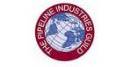 THE PIPELINE INDUSTRIES GUILD